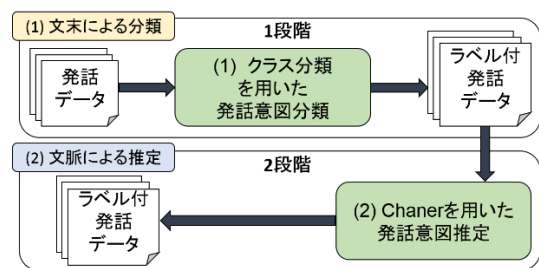 (1) 文末による分類
1段階
発話
データ
(1) クラス分類
を用いた
発話意図分類
ラベル付
発話
データ
(2) 文脈による推定
2段階
ラベル付
発話
データ
(2) Chanerを用いた
発話意図推定